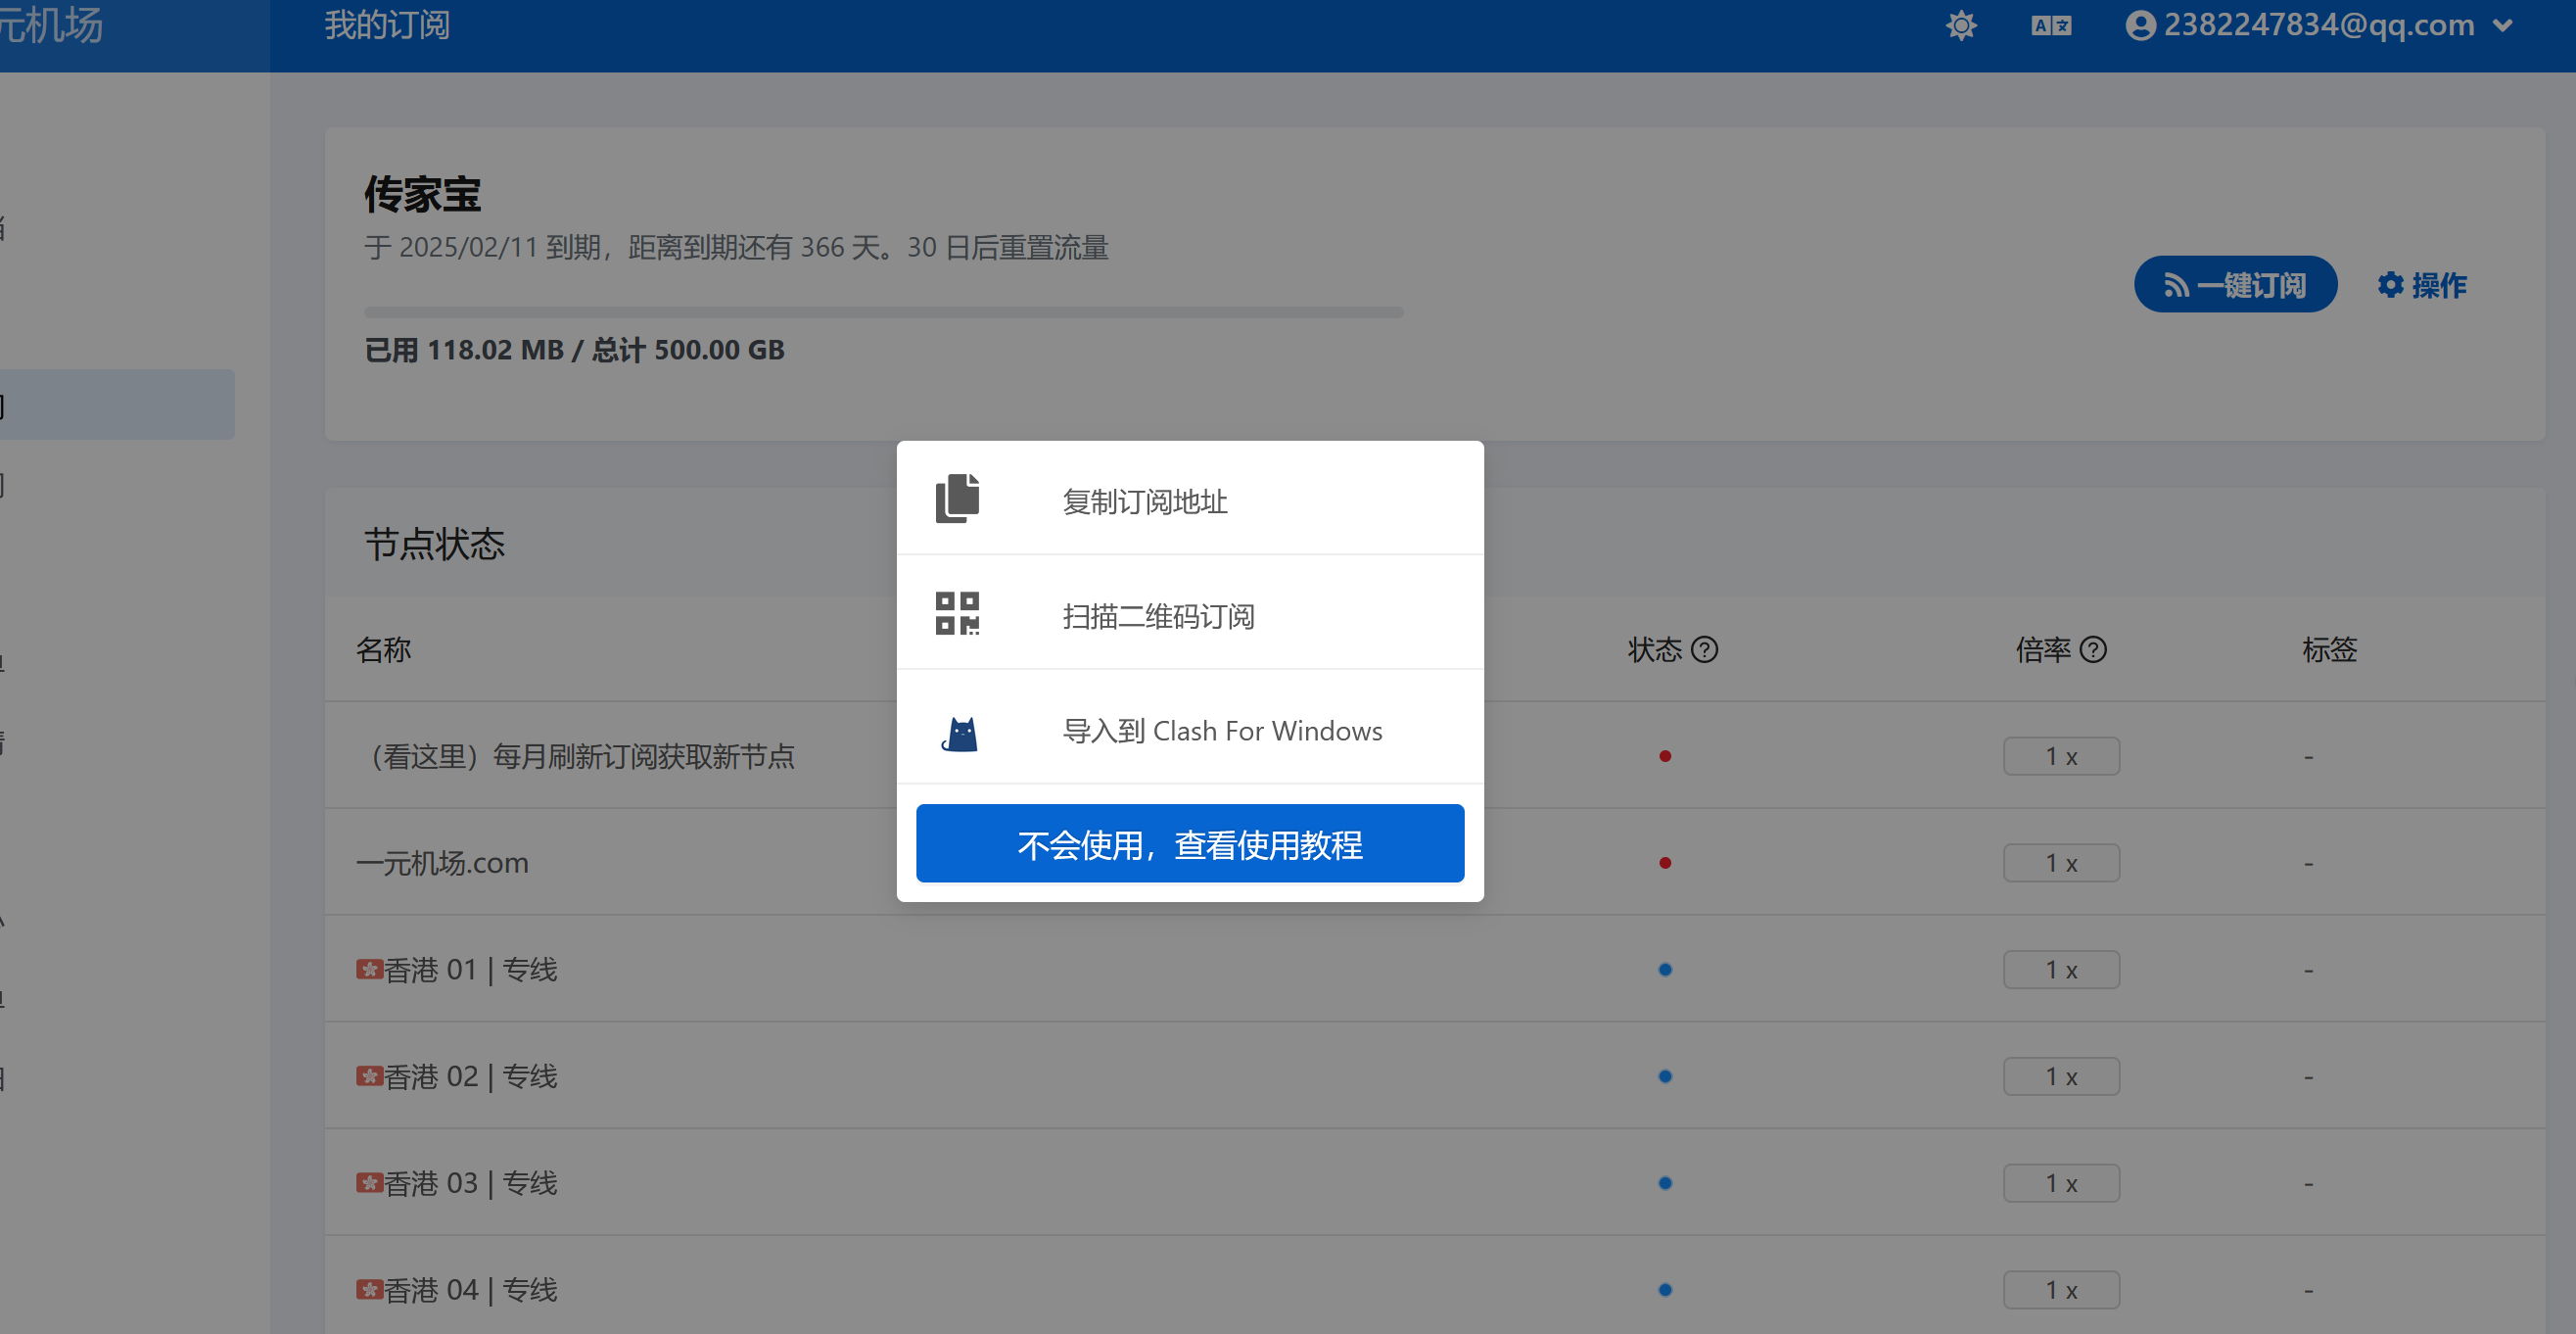 元机场
我的订阅
2382247834@qq.com
传家宝
于 2025/02/11 到期，距离到期还有 366 天。30 日后重置流量
一键订阅
操作
已用 118.02 MB / 总计 500.00 GB
复制订阅地址
扫描二维码订阅
导入到 Clash For Windows
不会使用，查看使用教程
节点状态
名称
状态
倍率
标签
（看这里）每月刷新订阅获取新节点
1 x
-
一元机场.com
1 x
-
香港 01 | 专线
1 x
-
香港 02 | 专线
1 x
-
香港 03 | 专线
1 x
-
香港 04 | 专线
1 x
-